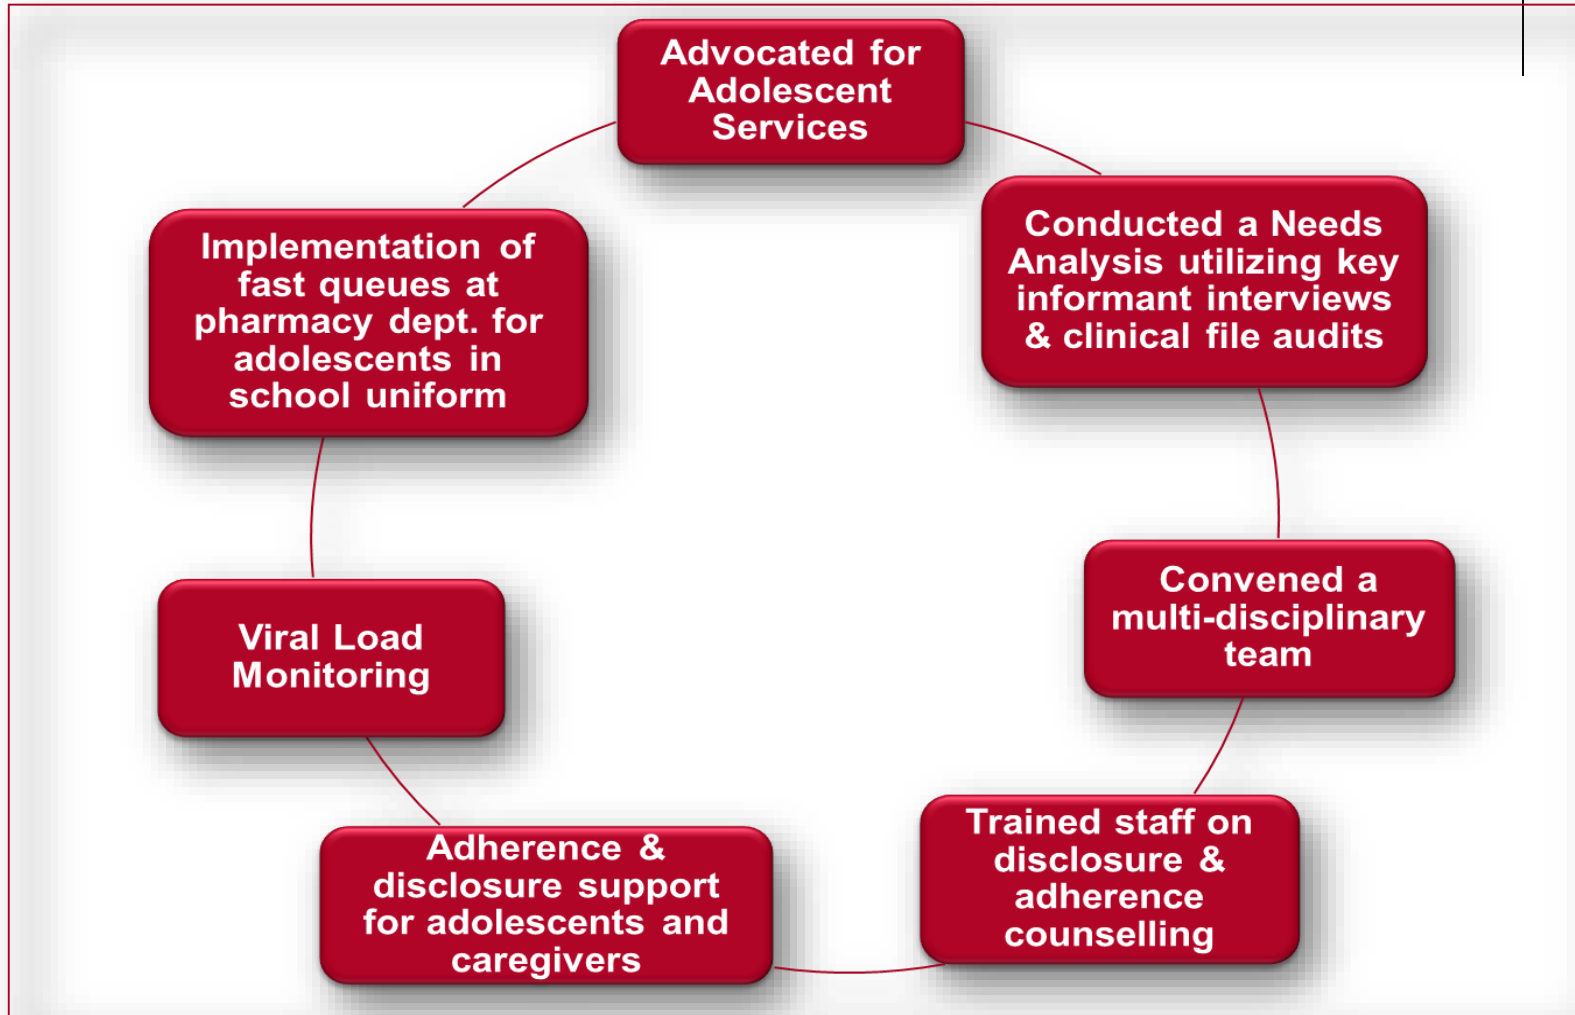 Advocated for
Adolescent
Services
Conducted a Needs
Analysis utilizing key
informant interviews
& clinical file audits
Convened a
multi-disciplinary
team
Trained staff on
disclosure &
adherence
counselling
Adherence &
disclosure support
for adolescents and
caregivers
Viral Load
Monitoring
Implementation of
fast queues at
pharmacy dept. for
adolescents in
school uniform